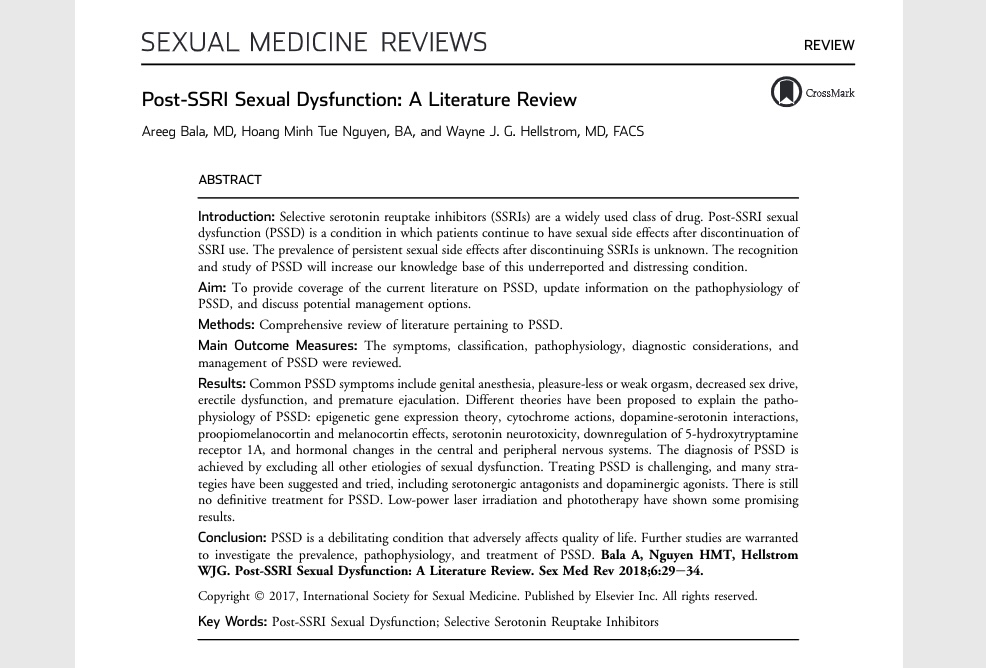 SEXUAL MEDICINE REVIEWS
REVIEW
Post-SSRI Sexual Dysfunction: A Literature Review
CrossMark
Areeg Bala, MD, Hoang Minh Tue Nguyen, BA, and Wayne J. G. Hellstrom, MD, FACS
ABSTRACT
Introduction: Selective serotonin reuptake inhibitors (SSRIs) are a widely used class of drug. Post-SSRI sexual
dysfunction (PSSD) is a condition in which patients continue to have sexual side effects after discontinuation of
SSRI use. The prevalence of persistent sexual side effects after discontinuing SSRIs is unknown. The recognition
and study of PSSD will increase our knowledge base of this underreported and distressing condition.
Aim: To provide coverage of the current literature on PSSD, update information on the pathophysiology of
PSSD, and discuss potential management options.
Methods: Comprehensive review of literature pertaining to PSSD.
Main Outcome Measures: The symptoms, classification, pathophysiology, diagnostic considerations, and
management of PSSD were reviewed.
Results: Common PSSD symptoms include genital anesthesia, pleasure-less or weak orgasm, decreased sex drive,
erectile dysfunction, and premature ejaculation. Different theories have been proposed to explain the patho-
physiology of PSSD: epigenetic gene expression theory, cytochrome actions, dopamine-serotonin interactions,
proopiomelanocortin and melanocortin effects, serotonin neurotoxicity, downregulation of 5-hydroxytryptamine
receptor 1A, and hormonal changes in the central and peripheral nervous systems. The diagnosis of PSSD is
achieved by excluding all other etiologies of sexual dysfunction. Treating PSSD is challenging, and many stra-
tegies have been suggested and tried, including serotonergic antagonists and dopaminergic agonists. There is still
no definitive treatment for PSSD. Low-power laser irradiation and phototherapy have shown some promising
results.
Conclusion: PSSD is a debilitating condition that adversely affects quality of life. Further studies are warranted
to investigate the prevalence, pathophysiology, and treatment of PSSD. Bala A, Nguyen HMT, Hellstrom
WJG. Post-SSRI Sexual Dysfunction: A Literature Review. Sex Med Rev 2018;6:29–34.
Copyright © 2017, International Society for Sexual Medicine. Published by Elsevier Inc. All rights reserved.
Key Words: Post-SSRI Sexual Dysfunction; Selective Serotonin Reuptake Inhibitors